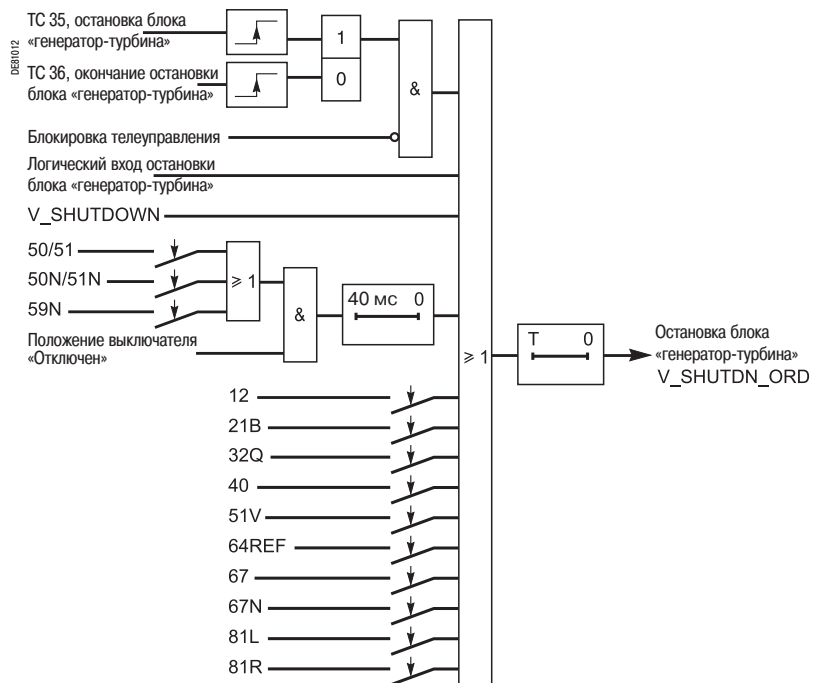 DE81012
ТС 35, остановка блока
«генератор-турбина»
1
ТС 36, окончание остановки
блока «генератор-турбина»
0
&
Блокировка телеуправления
Логический вход остановки
блока «генератор-турбина»
V_SHUTDOWN
50/51
50N/51N
⩾ 1
59N
40 мс 0
&
Положение выключателя
«Отключен»
⩾ 1
T 0
Остановка блока
«генератор-турбина»
V_SHUTDN_ORD
12
21B
32Q
40
51V
64REF
67
67N
81L
81R